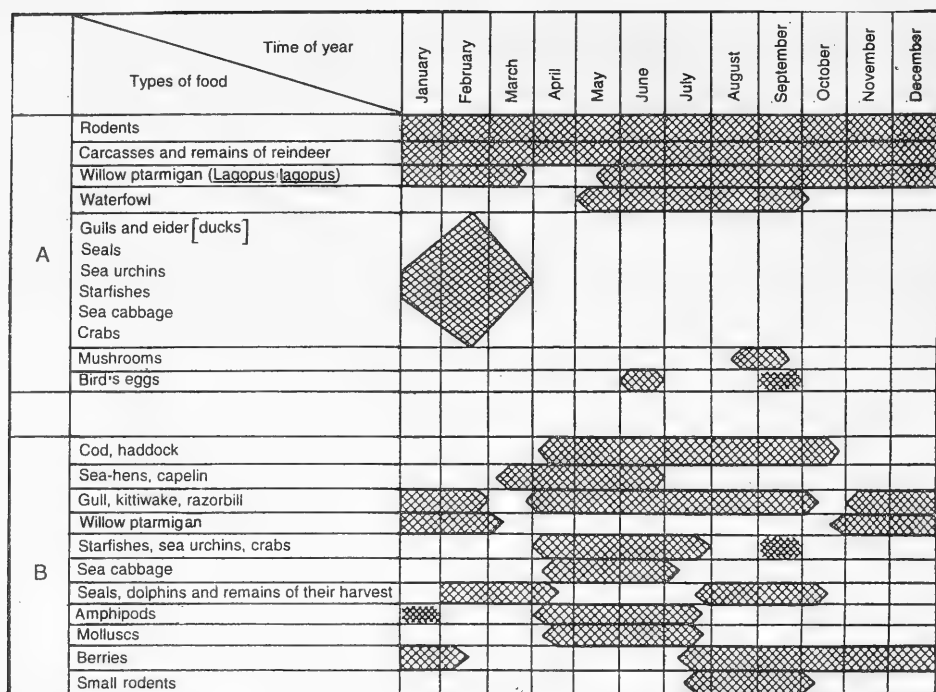 Time of year
Types of food
January
February
March
April
May
June
July
August
September
October
November
December
A
Rodents
Carcasses and remains of reindeer
Willow ptarmigan (Lagopus lagopus)
Waterfowl
Gulls and eider [ducks]
Seals
Sea urchins
Starfishes
Sea cabbage
Crabs
Mushrooms
Bird's eggs
B
Cod, haddock
Sea-hens, capelin
Gull, kittiwake, razorbill
Willow ptarmigan
Starfishes, sea urchins, crabs
Sea cabbage
Seals, dolphins and remains of their harvest
Amphipods
Molluscs
Berries
Small rodents